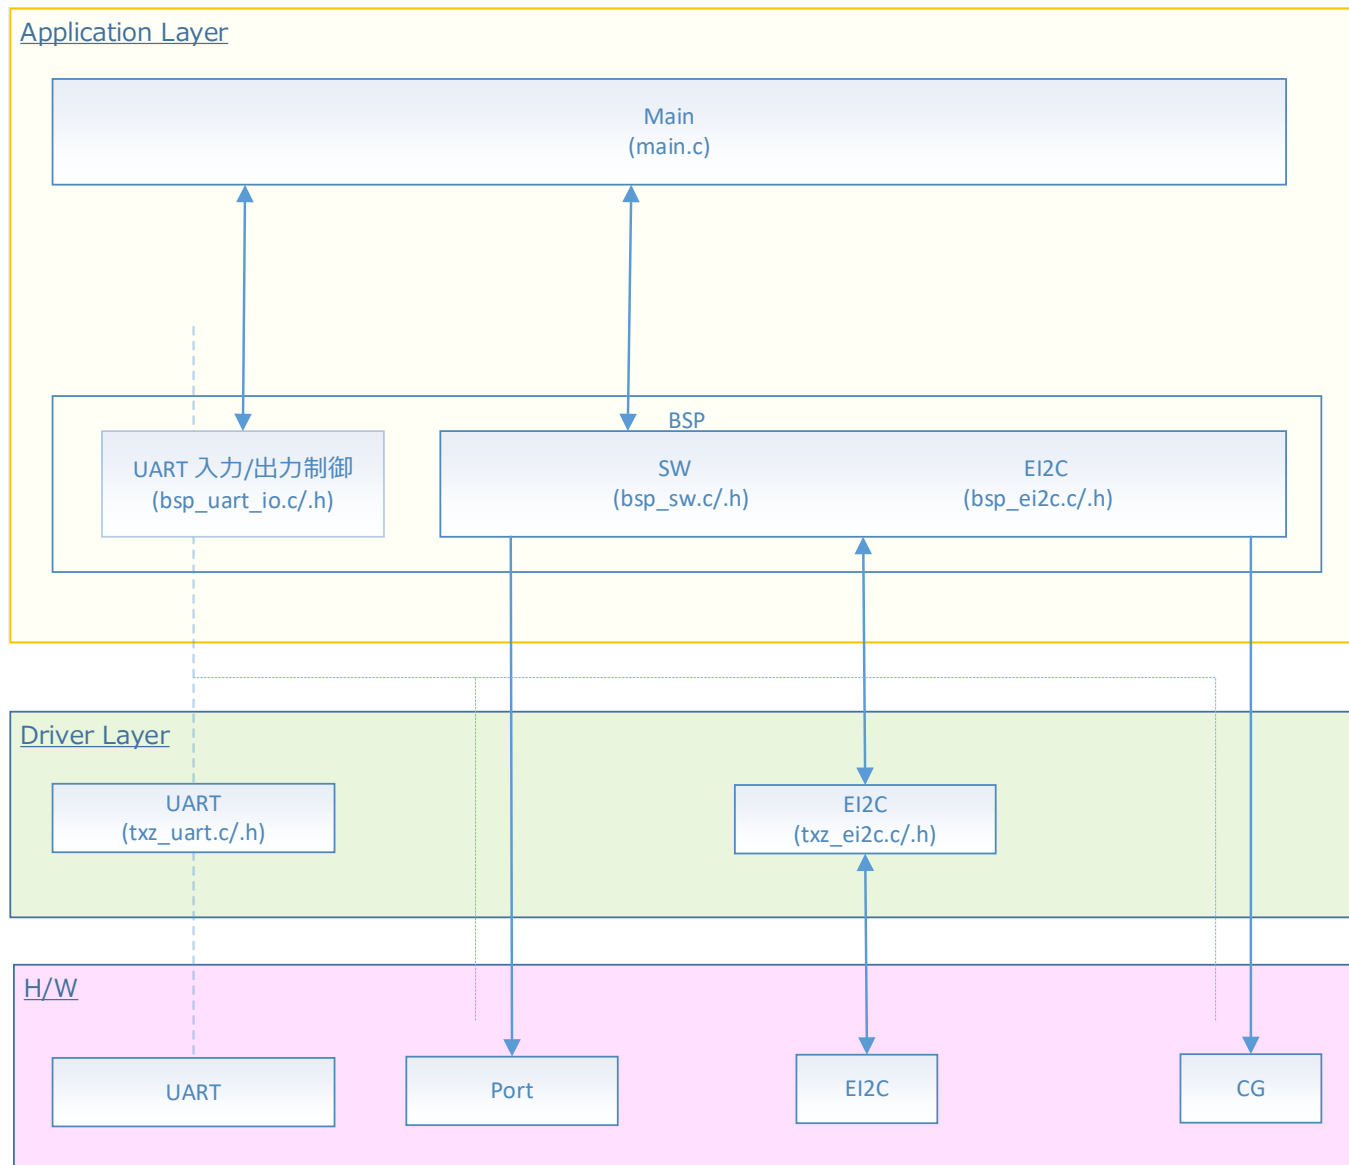 Application Layer
Main
(main.c)
BSP
UART 入力/出力制御
(bsp_uart_io.c/.h)
SW
(bsp_sw.c/.h)
EI2C
(bsp_ei2c.c/.h)
Driver Layer
UART
(txz_uart.c/.h)
EI2C
(txz_ei2c.c/.h)
H/W
UART
Port
EI2C
CG